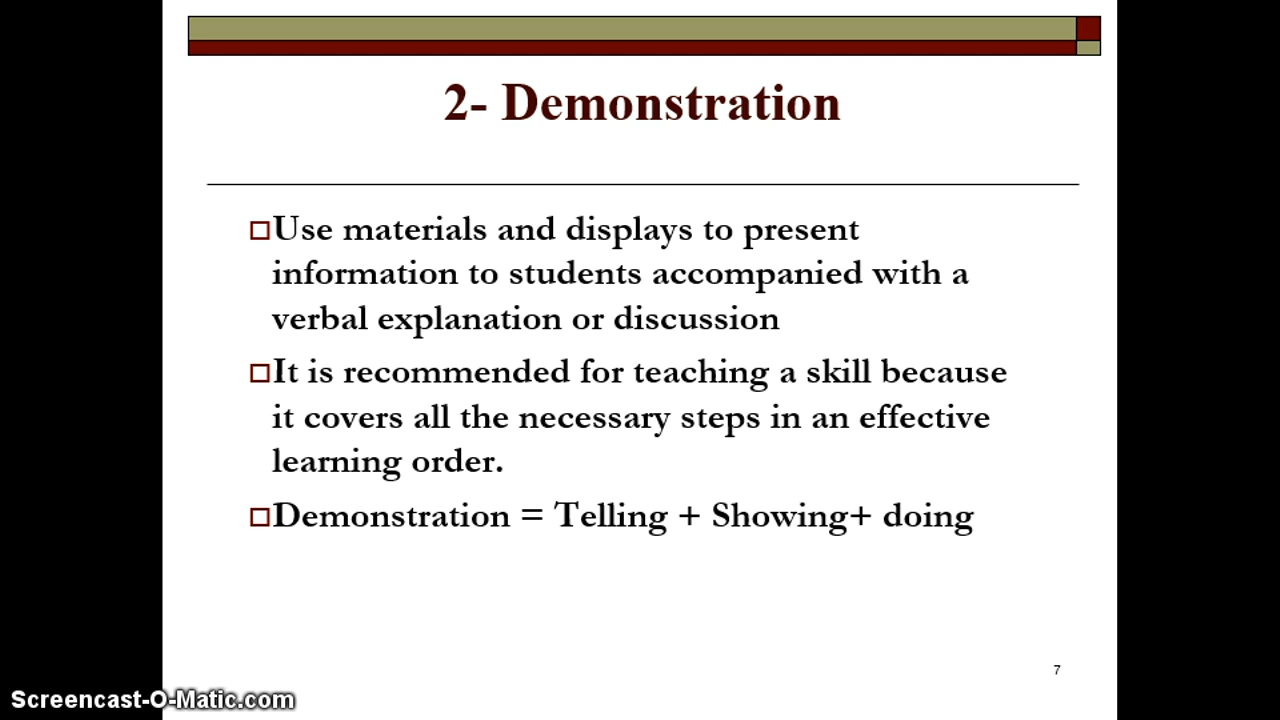 2- Demonstration
Use materials and displays to present
information to students accompanied with a
verbal explanation or discussion
It is recommended for teaching a skill because
it covers all the necessary steps in an effective
learning order.
Demonstration = Telling + Showing+ doing
7
Screencast-O-Matic.com